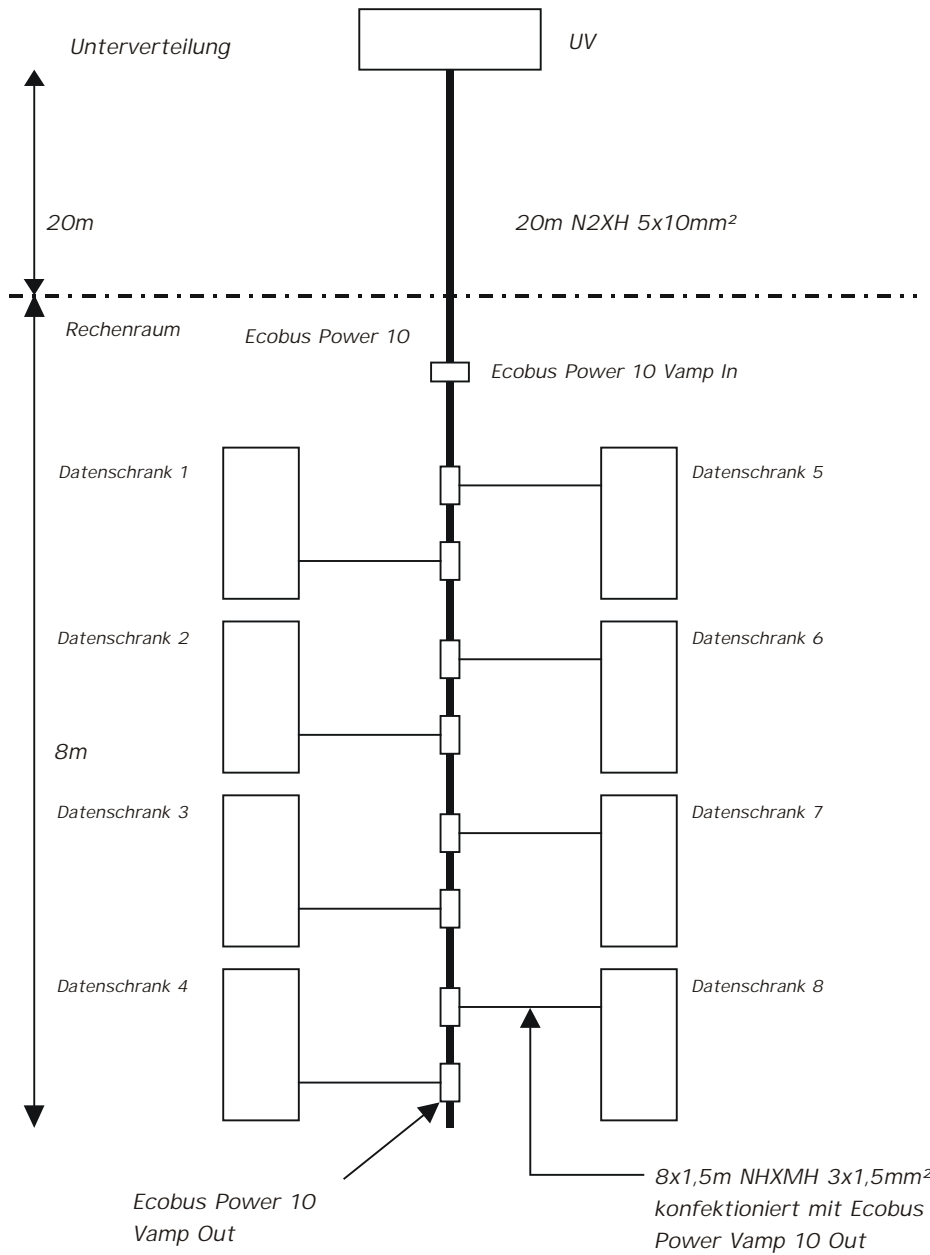 Unterverteilung
UV
20m
20m N2XH 5x10mm²
Rechenraum
Ecobus Power 10
Ecobus Power 10 Vamp In
Datenschrank 1
Datenschrank 5
Datenschrank 2
Datenschrank 6
8m
Datenschrank 3
Datenschrank 7
Datenschrank 4
Datenschrank 8
Ecobus Power 10
Vamp Out
8x1,5m NHXMH 3x1,5mm²
konfektioniert mit Ecobus
Power Vamp 10 Out